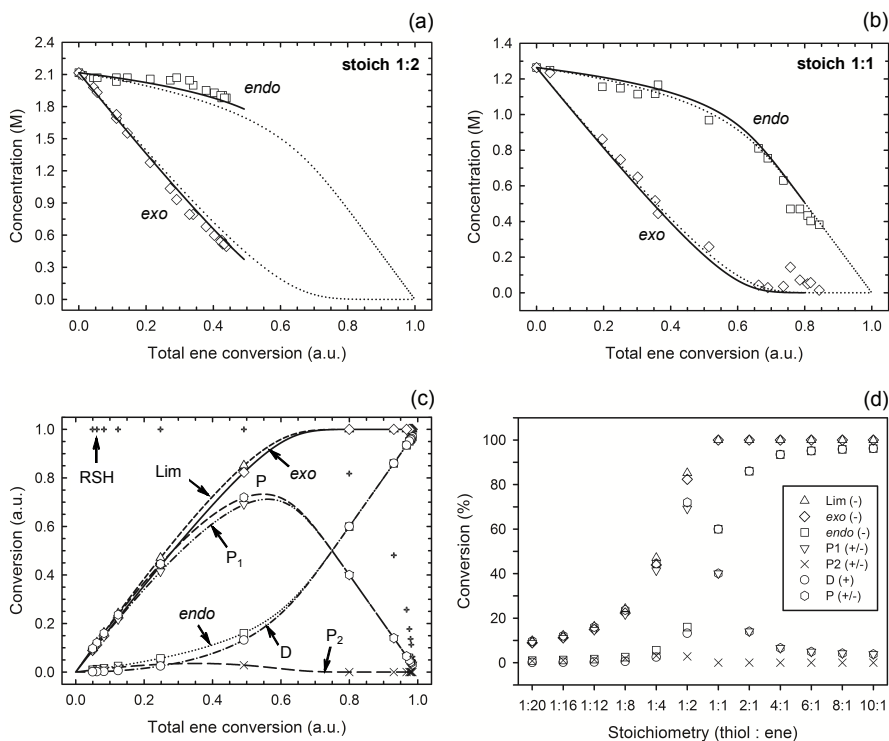 (a)
2.4
2.1
1.8
1.5
1.2
0.9
0.6
0.3
0.0
Concentration (M)
stoich 1:2
endo
exo
0.0 0.2 0.4 0.6 0.8 1.0
Total ene conversion (a.u.)
(b)
1.4
1.2
1.0
0.8
0.6
0.4
0.2
0.0
Concentration (M)
stoich 1:1
endo
exo
0.0 0.2 0.4 0.6 0.8 1.0
Total ene conversion (a.u.)
(c)
1.0
0.8
0.6
0.4
0.2
0.0
Conversion (a.u.)
RSH
Lim
exo
P
P1
endo
D
P2
0.0 0.2 0.4 0.6 0.8 1.0
Total ene conversion (a.u.)
(d)
100
80
60
40
20
0
Conversion (%)
Lim (-)
exo (-)
endo (-)
P1 (+/-)
P2 (+/-)
D (+)
P (+/-)
1:20 1:16 1:12 1:8 1:4 1:2 1:1 2:1 4:1 6:1 8:1 10:1
Stoichiometry (thiol : ene)